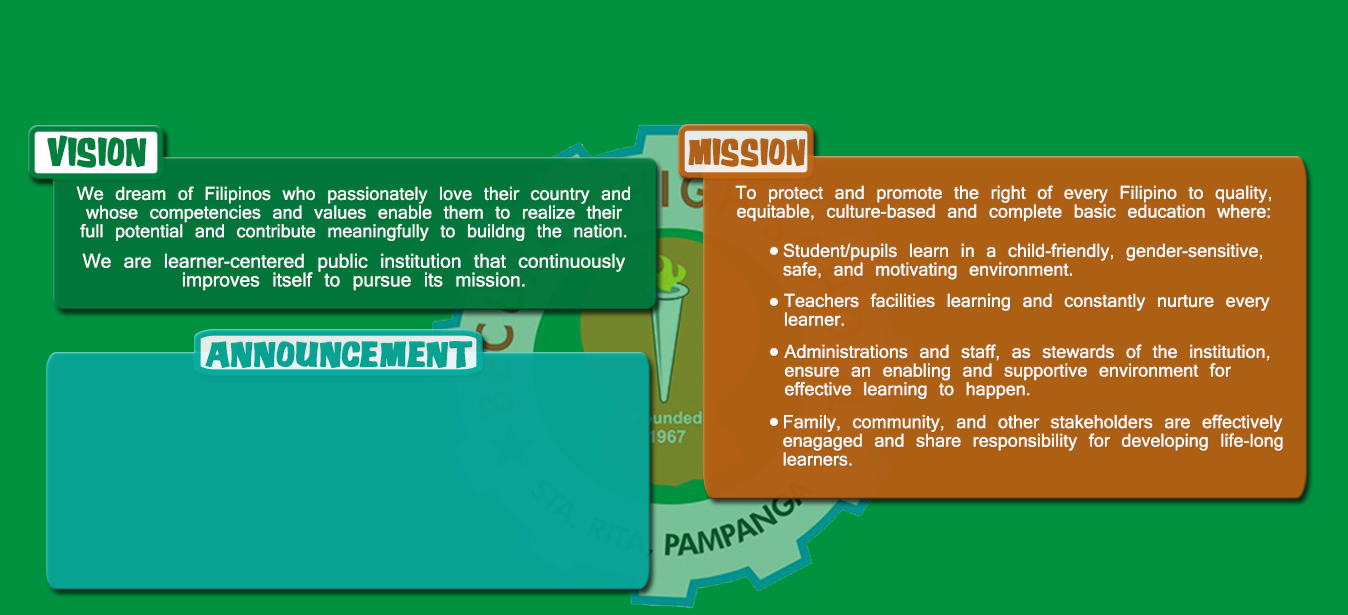 VISION
We dream of Filipinos who passionately love their country and
whose competencies and values enable them to realize their
full potential and contribute meaningfully to buildng the nation.
We are learner-centered public institution that continuously
improves itself to pursue its mission.
ANNOUNCEMENT
MISSION
To protect and promote the right of every Filipino to quality,
equitable, culture-based and complete basic education where:
Student/pupils learn in a child-friendly, gender-sensitive,
safe, and motivating environment.
Teachers facilities learning and constantly nurture every
learner.
Administrations and staff, as stewards of the institution,
ensure an enabling and supportive environment for
effective learning to happen.
Family, community, and other stakeholders are effectively
enagaged and share responsibility for developing life-long
learners.
1967
STA. RITA, PAMPANGA